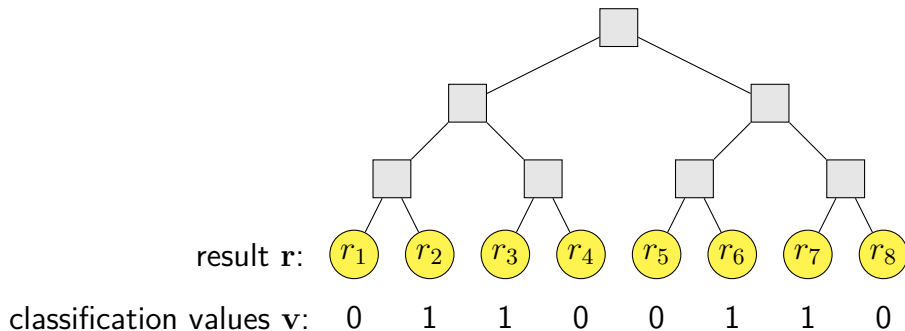 result r: r₁ r₂ r₃ r₄ r₅ r₆ r₇ r₈
classification values v: 0 1 1 0 0 1 1 0